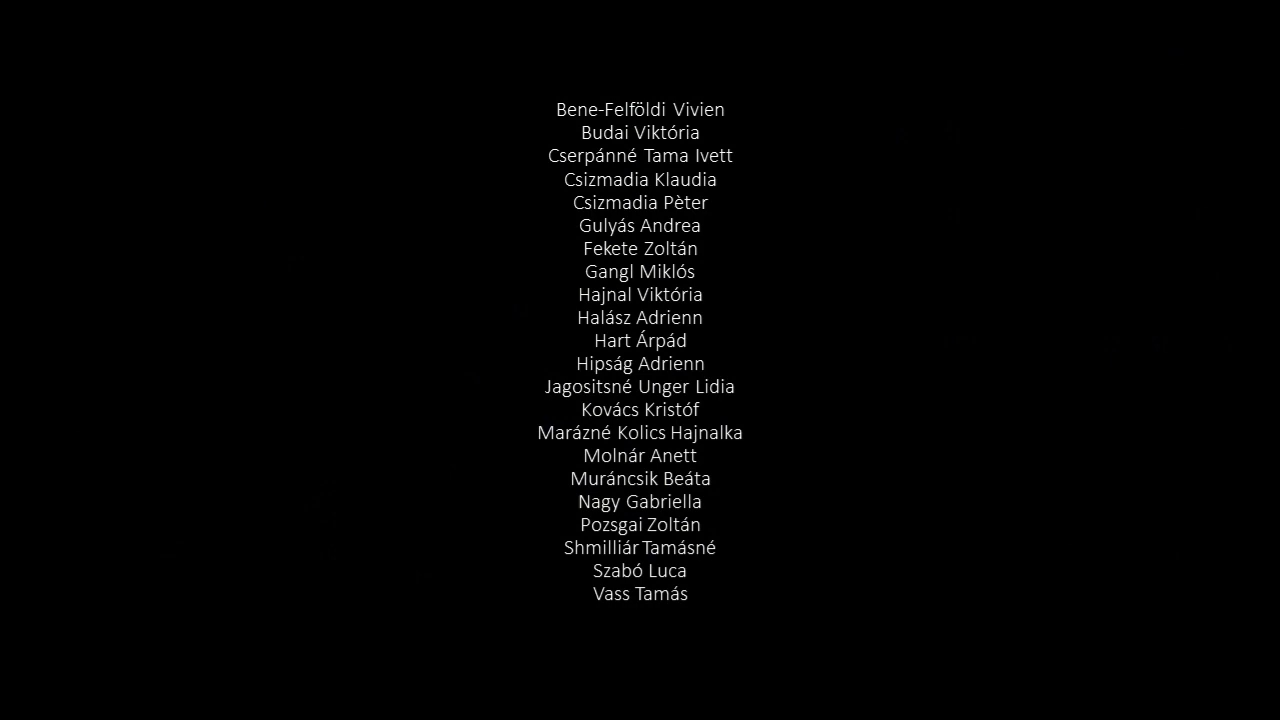 Bene-Felföldi Vivien
Budai Viktória
Cserpánné Tama Ivett
Csizmadia Klaudia
Csizmadia Pèter
Gulyás Andrea
Fekete Zoltán
Gangl Miklós
Hajnal Viktória
Halász Adrienn
Hart Árpád
Hipság Adrienn
Jagositsné Unger Lidia
Kovács Kristóf
Marázné Kolics Hajnalka
Molnár Anett
Muráncsik Beáta
Nagy Gabriella
Pozsgai Zoltán
Shmilliár Tamásné
Szabó Luca
Vass Tamás